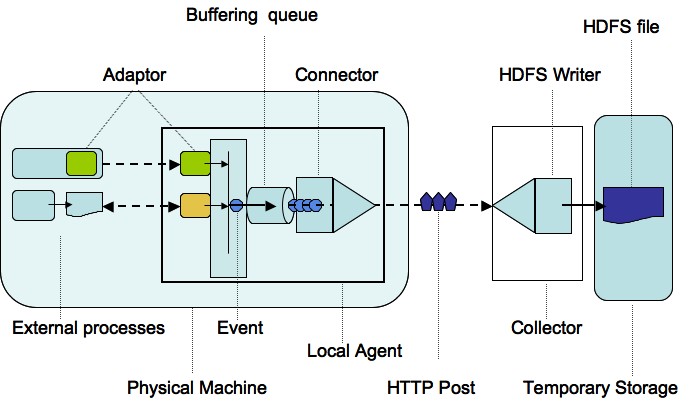 Buffering queue
HDFS file
Adaptor
Connector
HDFS Writer
External processes
Event
Collector
Local Agent
Physical Machine
HTTP Post
Temporary Storage